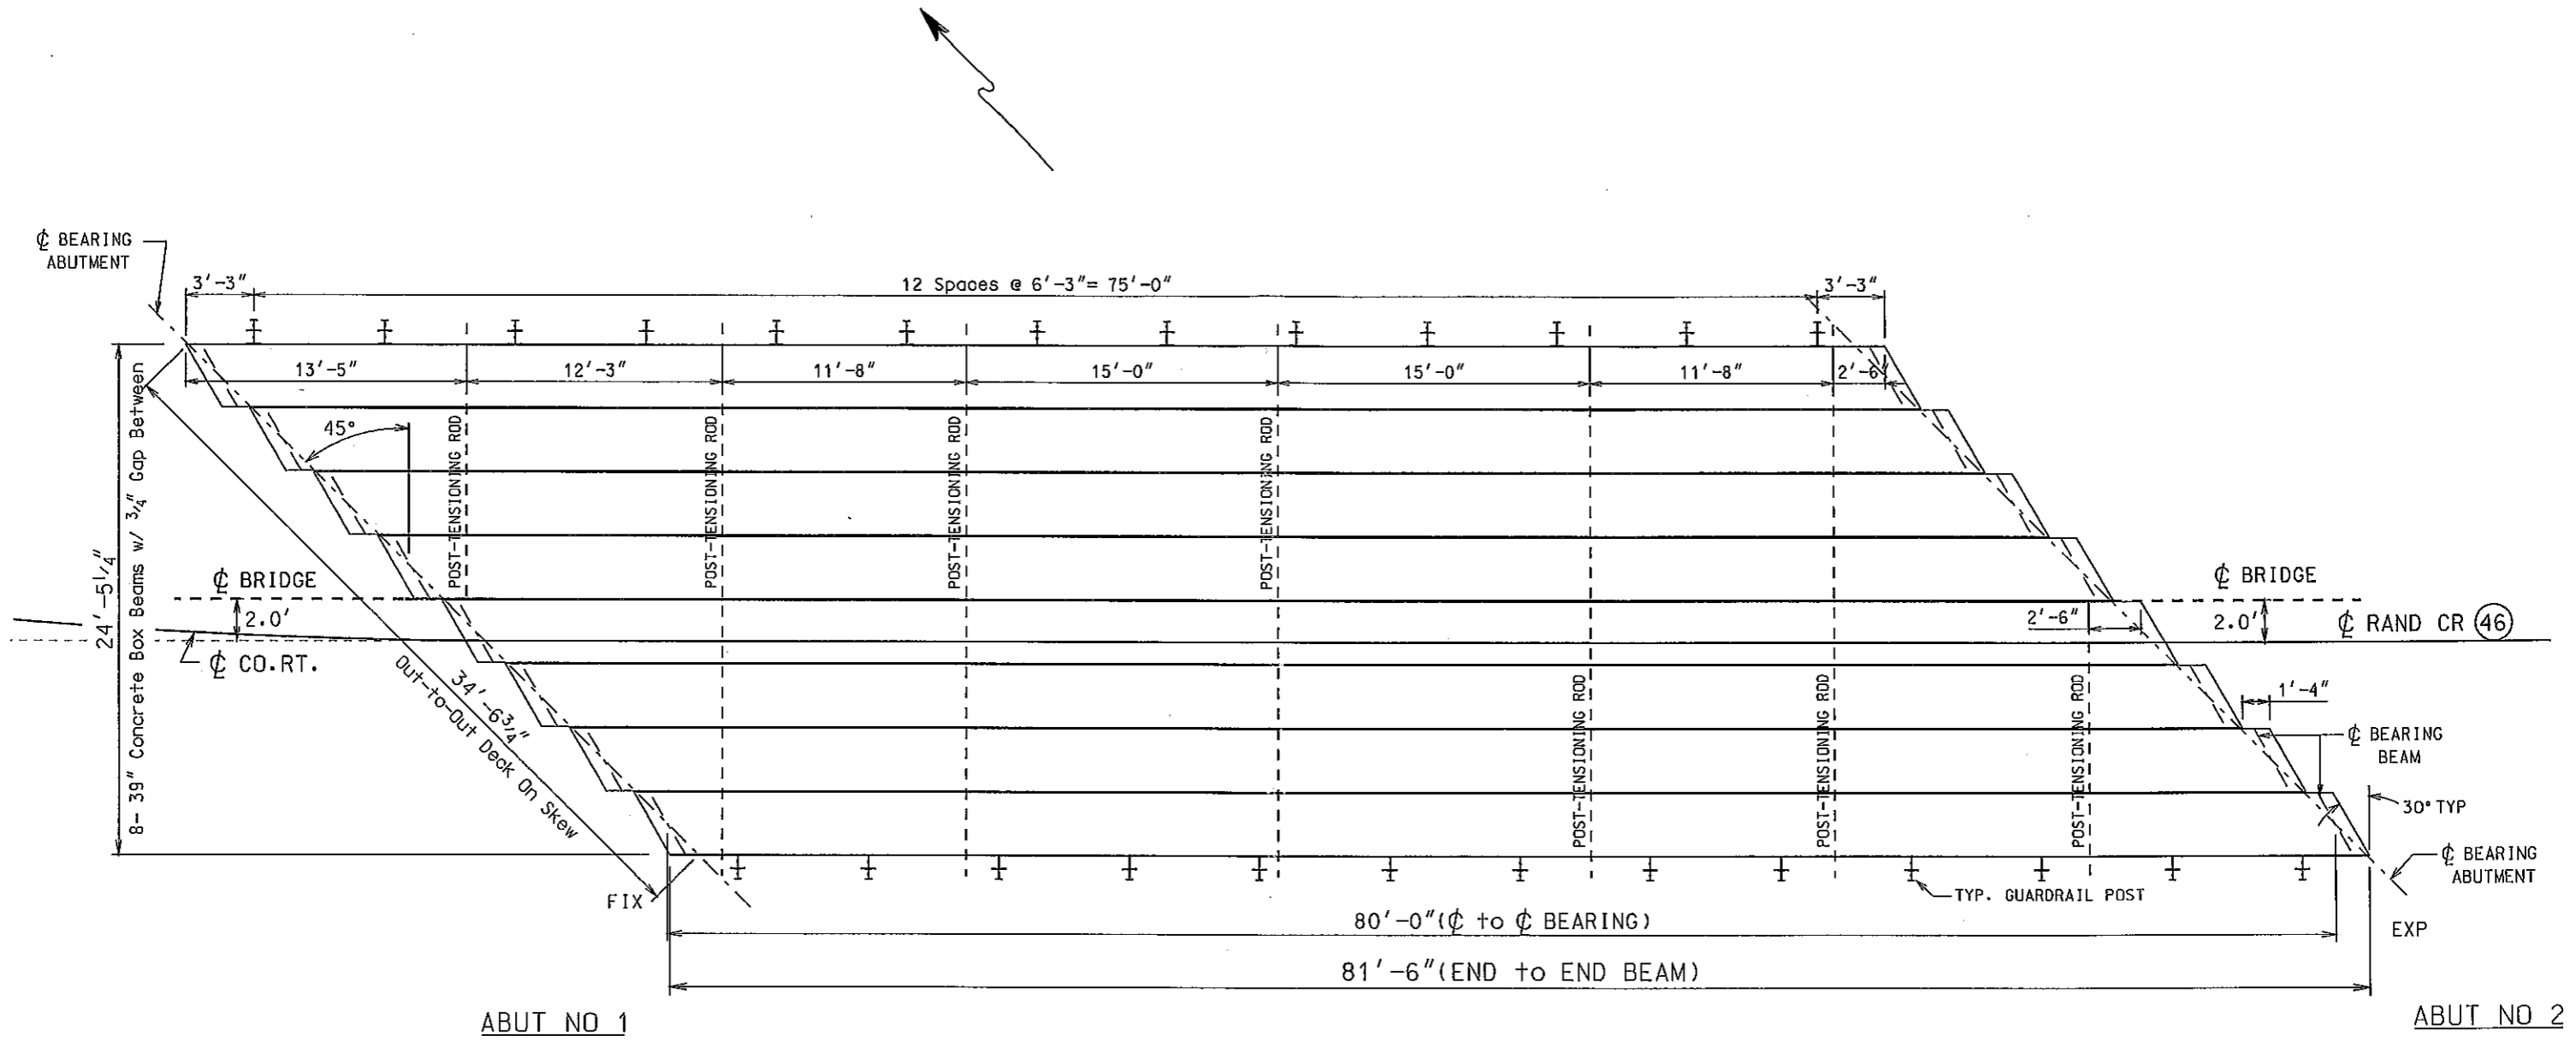 ℄ BEARING
ABUTMENT
3'-3"
12 Spaces @ 6'-3"= 75'-0"
3'-3"
13'-5"
12'-3"
11'-8"
15'-0"
15'-0"
11'-8"
2'-6"
45°
POST-TENSIONING ROD
POST-TENSIONING ROD
POST-TENSIONING ROD
POST-TENSIONING ROD
24'-5 1/4"
8- 39" Concrete Box Beams w/ 3/4" Gap Between
℄ BRIDGE
2.0'
℄ CO.RT.
34'-6 3/4"
Out-to-Out Deck On Skew
℄ BRIDGE
2'-6"
2.0'
℄ RAND CR 46
POST-TENSIONING ROD
POST-TENSIONING ROD
POST-TENSIONING ROD
1'-4"
℄ BEARING
BEAM
30° TYP
℄ BEARING
ABUTMENT
FIX
TYP. GUARDRAIL POST
80'-0"(℄ to ℄ BEARING)
EXP
81'-6"(END to END BEAM)
ABUT NO 1
ABUT NO 2